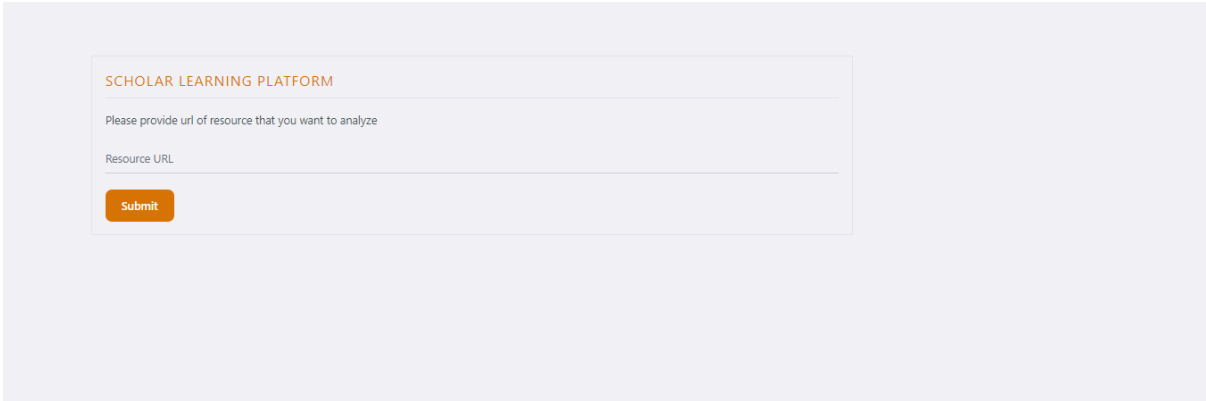 SCHOLAR LEARNING PLATFORM
Please provide url of resource that you want to analyze
Resource URL
Submit